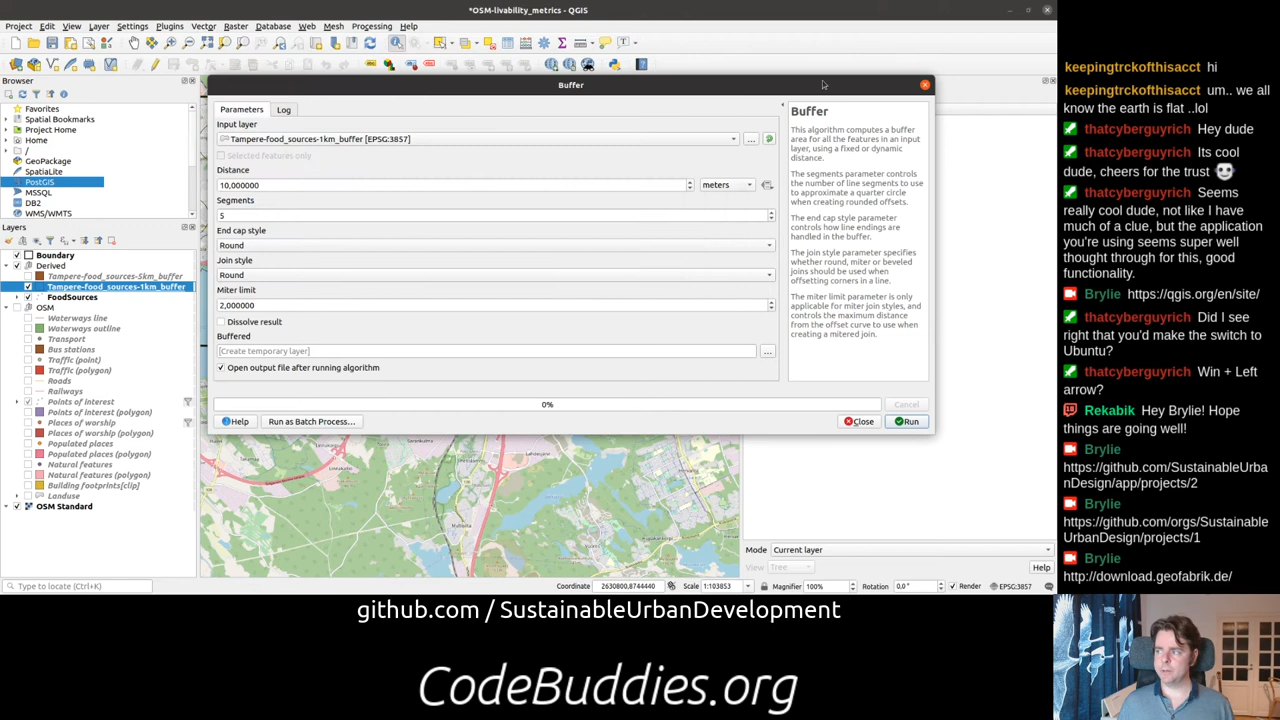 *OSM-livability_metrics - QGIS
Project Edit View Layer Settings Plugins Vector Raster Database Web Mesh Processing Help
Browser
Favorites
Spatial Bookmarks
Project Home
Home
/
GeoPackage
SpatiaLite
PostGIS
MSSQL
DB2
WMS/WMTS
Layers
Boundary
Derived
Tampere-food_sources-5km_buffer
Tampere-food_sources-1km_buffer
FoodSources
OSM
Waterways line
Waterways outline
Transport
Bus stations
Traffic (point)
Traffic (polygon)
Roads
Railways
Points of interest
Points of interest (polygon)
Places of worship
Places of worship (polygon)
Populated places
Populated places (polygon)
Natural features
Natural features (polygon)
Building footprints[clip]
Landuse
OSM Standard
Buffer
Parameters Log
Input layer
Tampere-food_sources-1km_buffer [EPSG:3857]
...
Selected features only
Distance
10,000000 meters
Segments
5
End cap style
Round
Join style
Round
Miter limit
2,000000
Dissolve result
Buffered
[Create temporary layer] ...
Open output file after running algorithm
0% Cancel
Help Run as Batch Process... Close Run
Buffer
This algorithm computes a buffer
area for all the features in an input
layer, using a fixed or dynamic
distance.
The segments parameter controls
the number of line segments to use
to approximate a quarter circle
when creating rounded offsets.
The end cap style parameter
controls how line endings are
handled in the buffer.
The join style parameter specifies
whether round, miter or beveled
joins should be used when
offsetting corners in a line.
The miter limit parameter is only
applicable for miter join styles, and
controls the maximum distance
from the offset curve to use when
creating a mitered join.
Mode Current layer
View Tree Help
Type to locate (Ctrl+K)
Coordinate 2630800,8744440 Scale 1:103853 Magnifier 100% Rotation 0,0 ° Render EPSG:3857
keepingtrckofthisacct hi
keepingtrckofthisacct um.. we all
know the earth is flat ..lol
thatcyberguyrich Hey dude
thatcyberguyrich Its cool
dude, cheers for the trust
thatcyberguyrich Seems
really cool dude, not like I have
much of a clue, but the application
you're using seems super well
thought through for this, good
functionality.
Brylie https://qgis.org/en/site/
thatcyberguyrich Did I see
right that you'd make the switch to
Ubuntu?
thatcyberguyrich Win + Left
arrow?
Rekabik Hey Brylie! Hope
things are going well!
Brylie
https://github.com/SustainableUrba
nDesign/app/projects/2
Brylie
https://github.com/orgs/Sustainable
UrbanDesign/projects/1
Brylie
http://download.geofabrik.de/
github.com / SustainableUrbanDevelopment
CodeBuddies.org